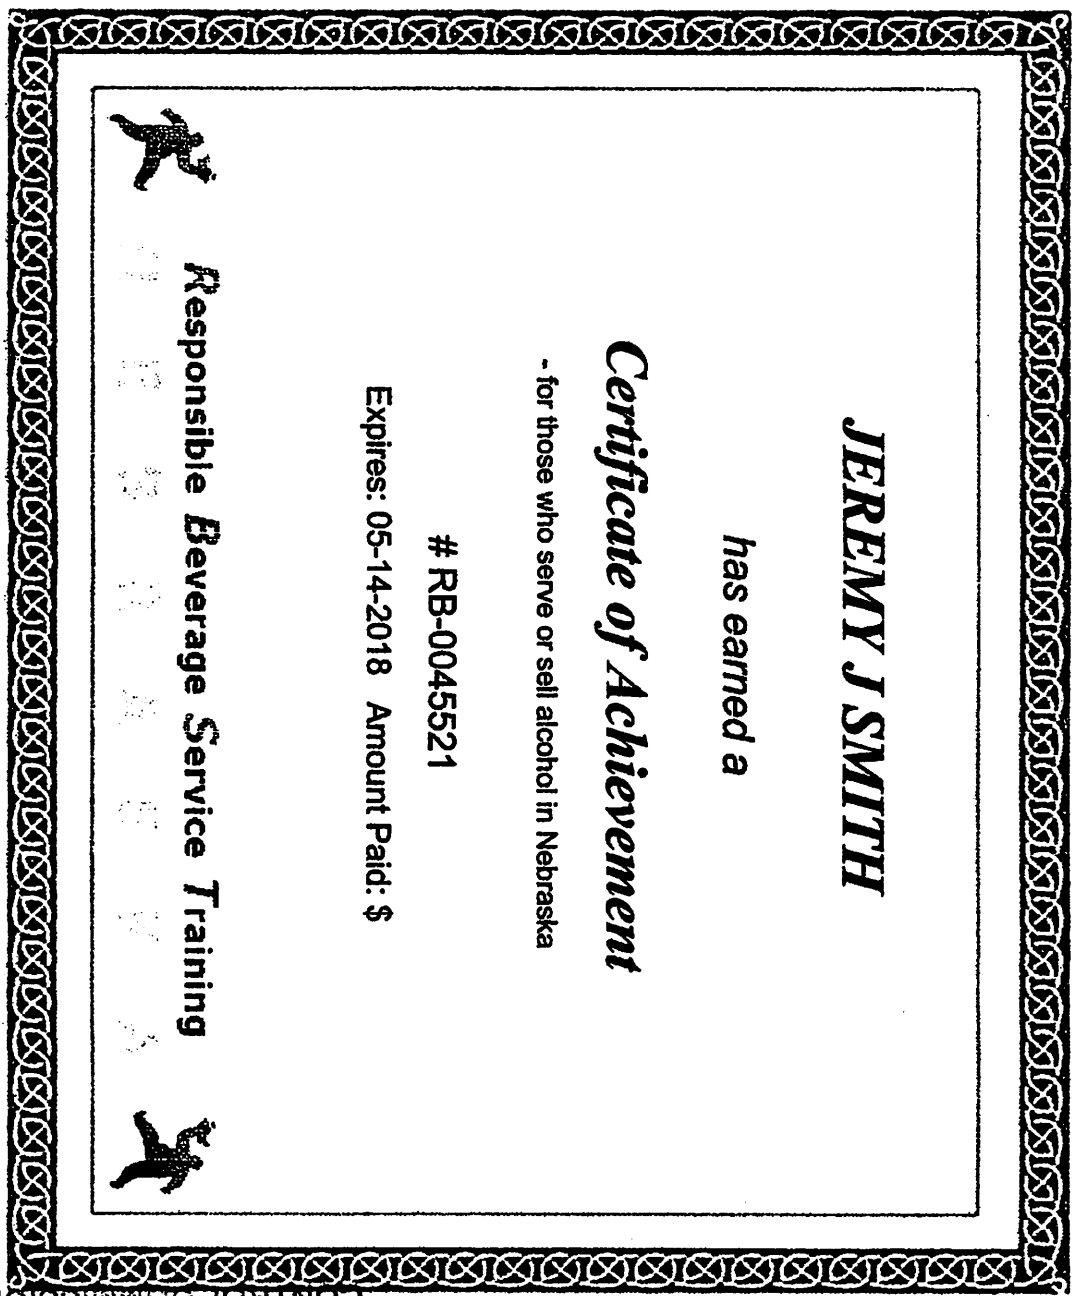 JEREMY J SMITH
has earned a
Certificate of Achievement
- for those who serve or sell alcohol in Nebraska
# RB-0045521
Expires: 05-14-2018 Amount Paid: $
Responsible Beverage Service Training